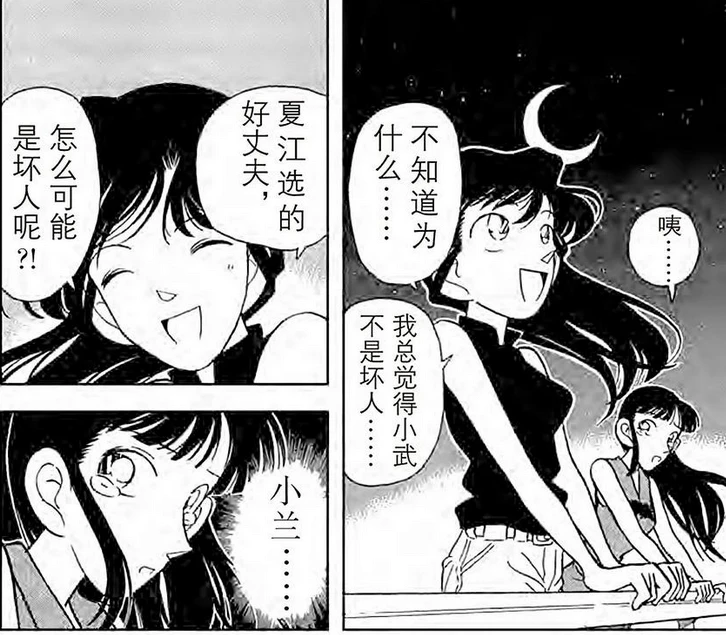 不知道为
什么……
咦
……
我总觉得小武
不是坏人……
夏江选的
好丈夫，
怎么可能
是坏人呢?!
小兰……